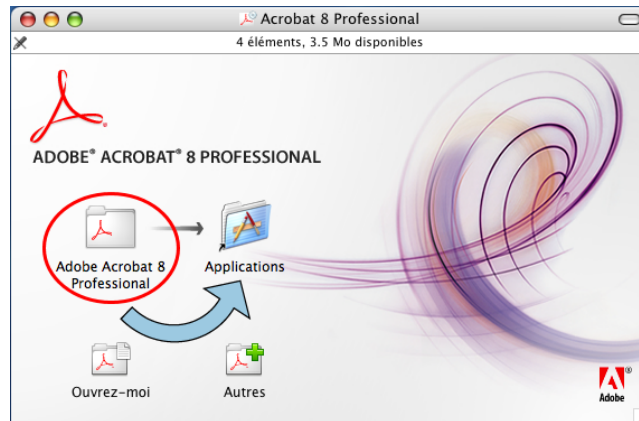 Acrobat 8 Professional
4 éléments, 3.5 Mo disponibles
ADOBE® ACROBAT® 8 PROFESSIONAL
Adobe Acrobat 8
Professional
Applications
Ouvrez-moi
Autres
Adobe